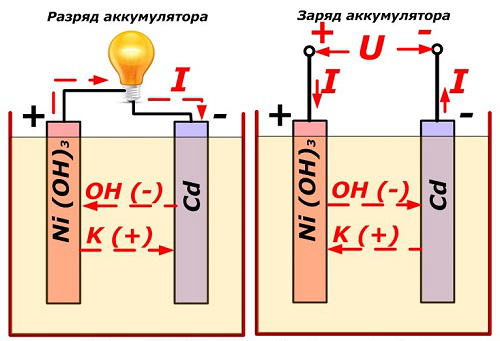 Разряд аккумулятора
I
+
-
Ni (OH)₃
OH (-)
K (+)
Cd
Заряд аккумулятора
+
-
U
I
I
+
-
Ni (OH)₃
OH (-)
K (+)
Cd